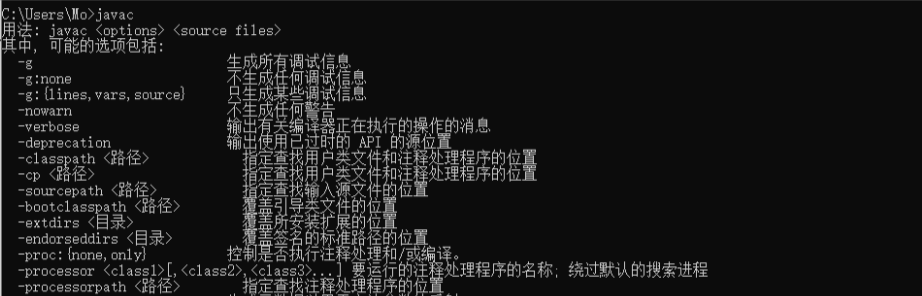 C:\Users\Mo>javac
用法: javac <options> <source files>
其中, 可能的选项包括:
-g 生成所有调试信息
-g:none 不生成任何调试信息
-g:{lines,vars,source} 只生成某些调试信息
-nowarn 不生成任何警告
-verbose 输出有关编译器正在执行的操作的消息
-deprecation 输出使用已过时的 API 的源位置
-classpath <路径> 指定查找用户类文件和注释处理程序的位置
-cp <路径> 指定查找用户类文件和注释处理程序的位置
-sourcepath <路径> 指定查找输入源文件的位置
-bootclasspath <路径> 覆盖引导类文件的位置
-extdirs <目录> 覆盖所安装扩展的位置
-endorseddirs <目录> 覆盖签名的标准路径的位置
-proc:{none,only} 控制是否执行注释处理和/或编译。
-processor <class1>[,<class2>,<class3>...] 要运行的注释处理程序的名称; 绕过默认的搜索进程
-processorpath <路径> 指定查找注释处理程序的位置